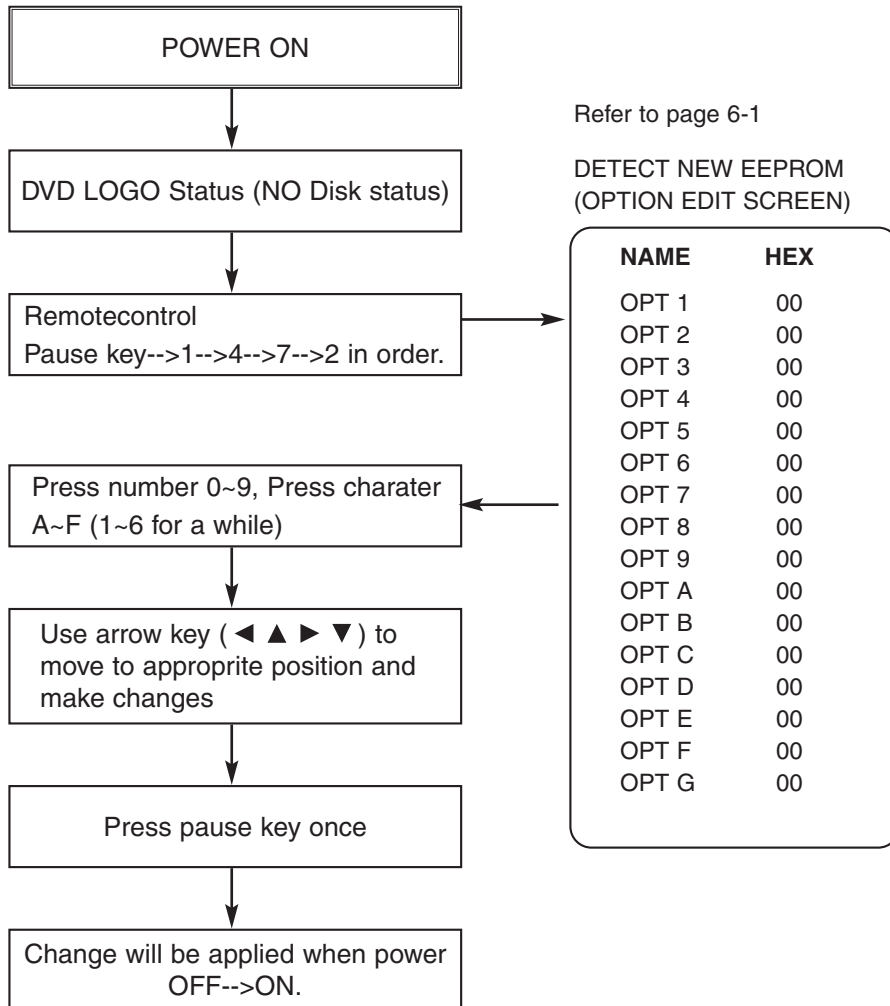 POWER ON
DVD LOGO Status (NO Disk status)
Remotecontrol
Pause key-->1-->4-->7-->2 in order.
Refer to page 6-1
DETECT NEW EEPROM
(OPTION EDIT SCREEN)
NAME HEX
OPT 1 00
OPT 2 00
OPT 3 00
OPT 4 00
OPT 5 00
OPT 6 00
OPT 7 00
OPT 8 00
OPT 9 00
OPT A 00
OPT B 00
OPT C 00
OPT D 00
OPT E 00
OPT F 00
OPT G 00
Press number 0~9, Press charater
A~F (1~6 for a while)
Use arrow key ( ◀ ▲ ▶ ▼ ) to
move to approprite position and
make changes
Press pause key once
Change will be applied when power
OFF-->ON.